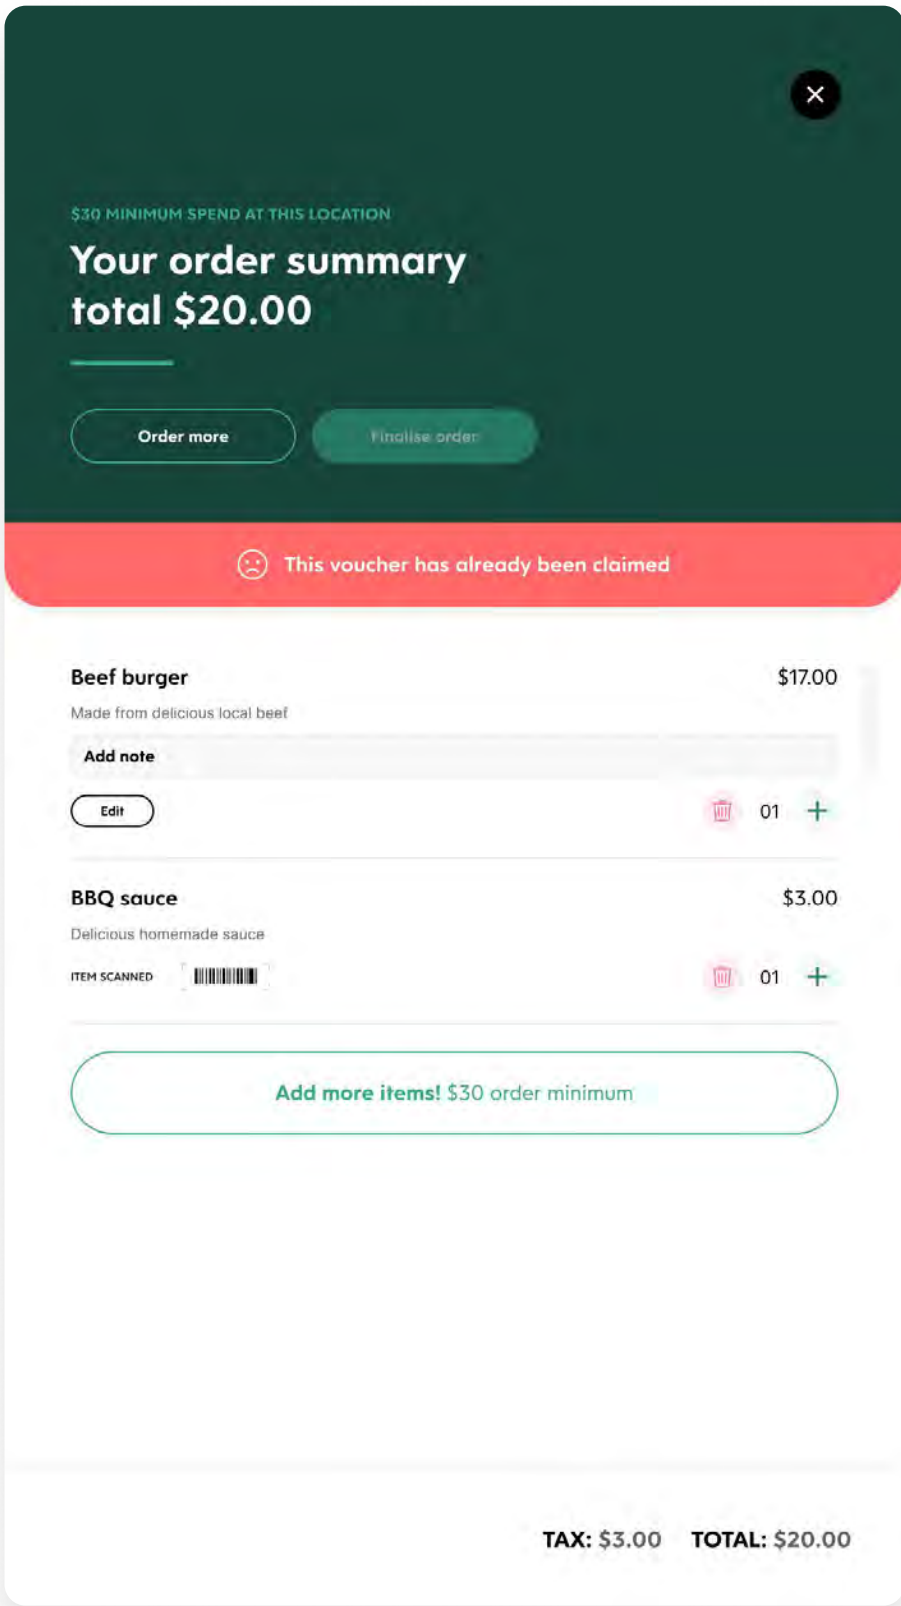 $30 MINIMUM SPEND AT THIS LOCATION
Your order summary
total $20.00
Order more
Finalise order
This voucher has already been claimed
Beef burger
$17.00
Made from delicious local beef
Add note
Edit
01
BBQ sauce
$3.00
Delicious homemade sauce
ITEM SCANNED
01
Add more items! $30 order minimum
TAX: $3.00 TOTAL: $20.00